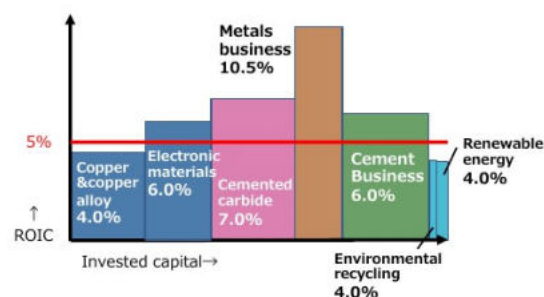 Metals
business
10.5%
5%
Copper
&copper
alloy
4.0%
Electronic
materials
6.0%
Cemented
carbide
7.0%
Cement
Business
6.0%
Renewable
energy
4.0%
↑
ROIC
Invested capital→
Environmental
recycling
4.0%